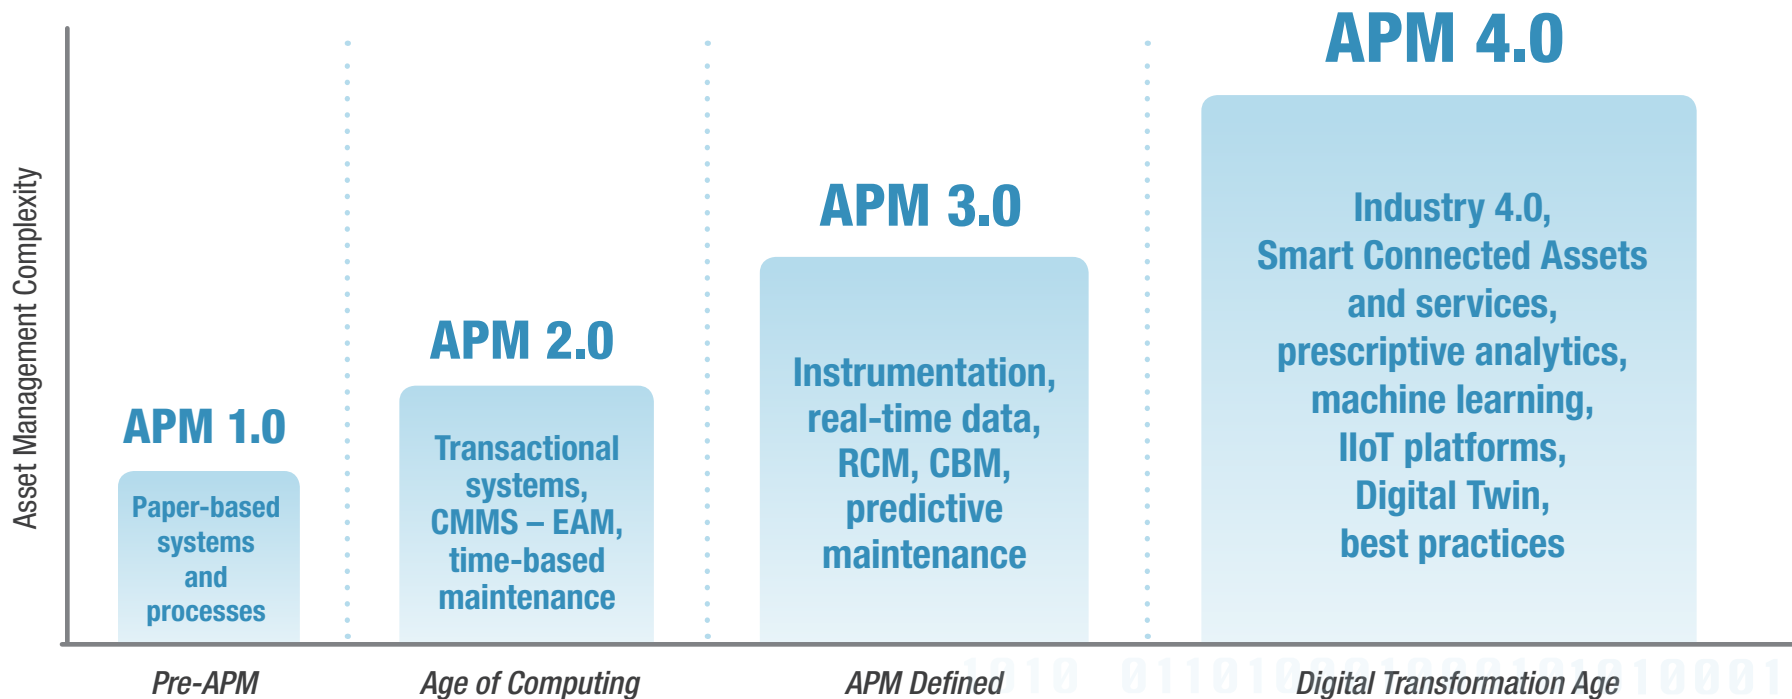 Asset Management Complexity
APM 1.0
Paper-based
systems
and
processes
Pre-APM
APM 2.0
Transactional
systems,
CMMS – EAM,
time-based
maintenance
Age of Computing
APM 3.0
Instrumentation,
real-time data,
RCM, CBM,
predictive
maintenance
APM Defined
APM 4.0
Industry 4.0,
Smart Connected Assets
and services,
prescriptive analytics,
machine learning,
IIoT platforms,
Digital Twin,
best practices
Digital Transformation Age